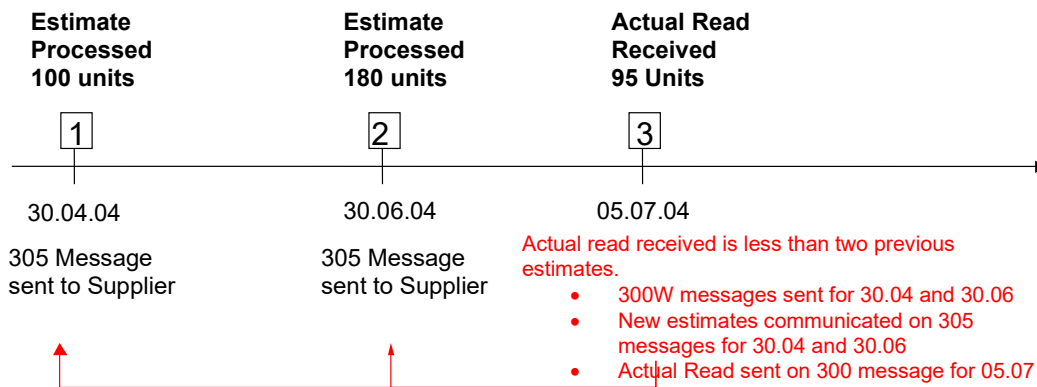 Estimate
Processed
100 units
Estimate
Processed
180 units
Actual Read
Received
95 Units
1
2
3
30.04.04
30.06.04
05.07.04
305 Message
sent to Supplier
305 Message
sent to Supplier
Actual read received is less than two previous
estimates.
• 300W messages sent for 30.04 and 30.06
• New estimates communicated on 305
messages for 30.04 and 30.06
• Actual Read sent on 300 message for 05.07